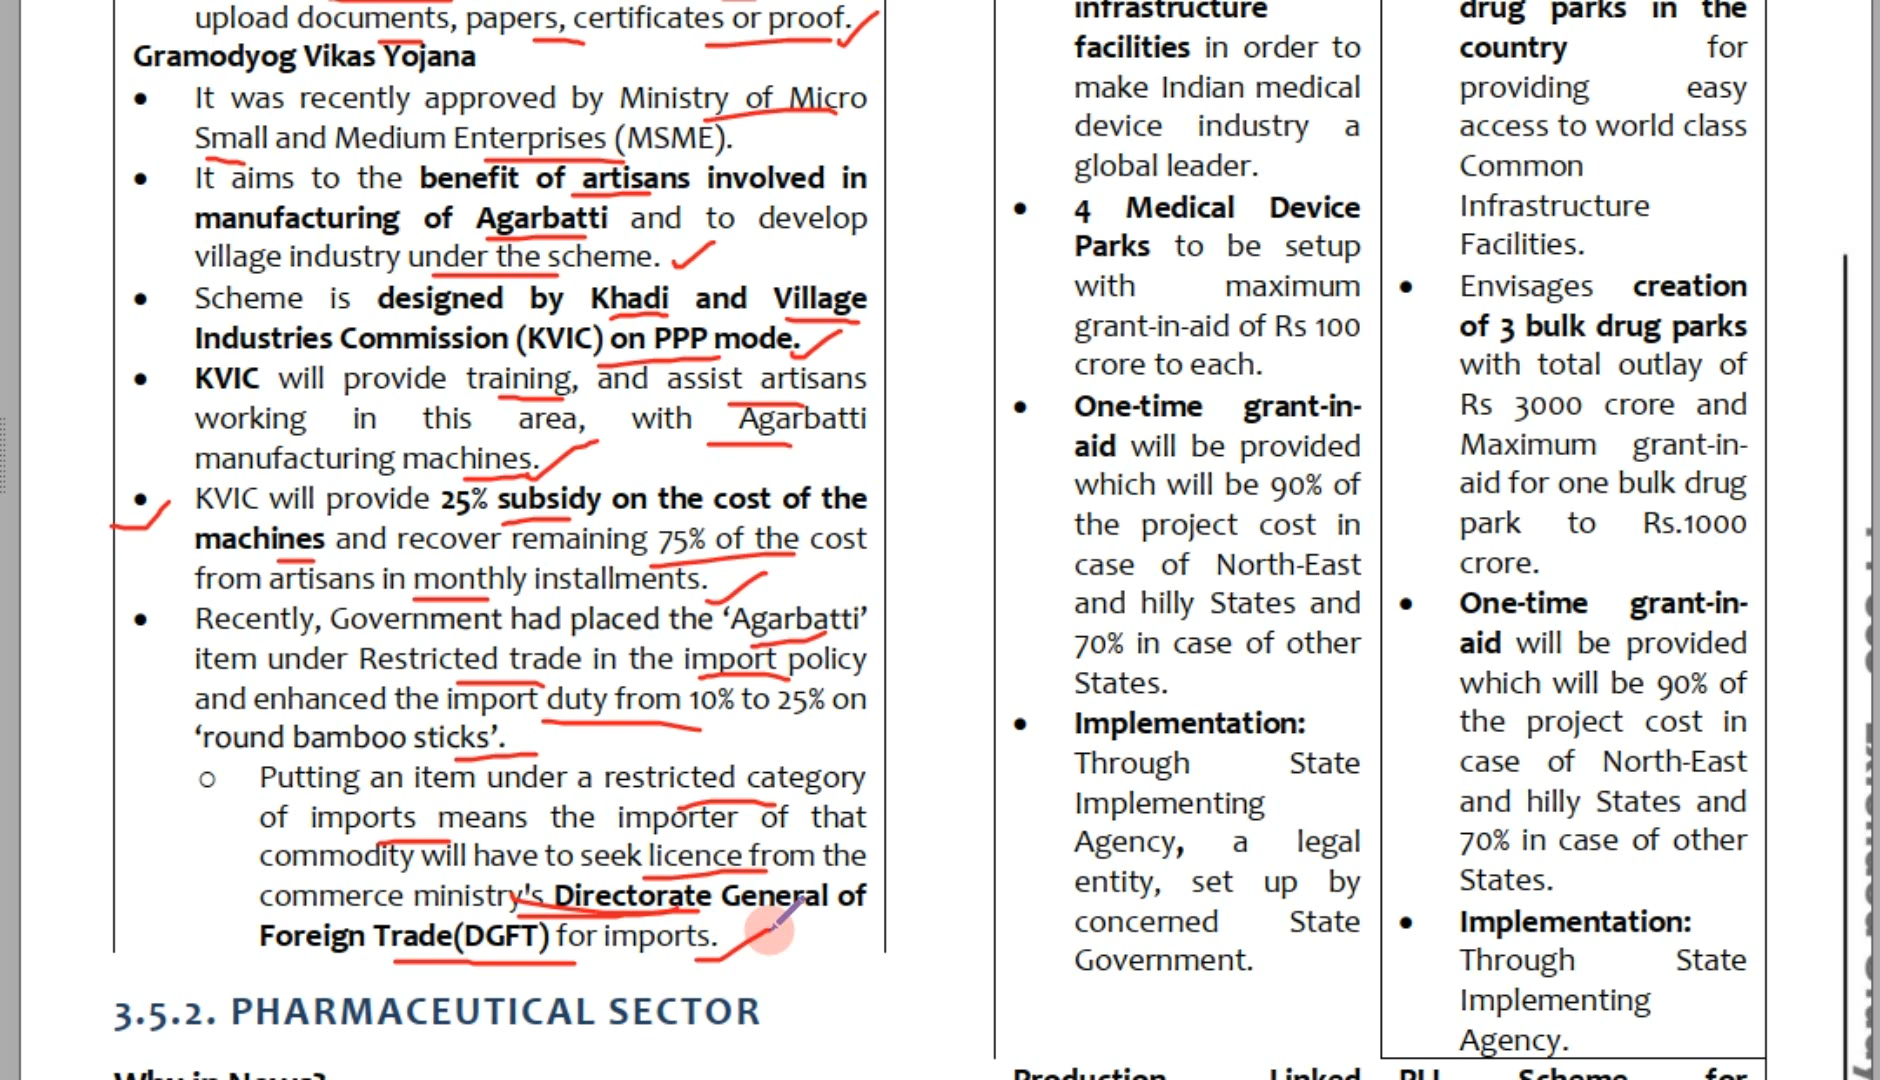 upload documents, papers, certificates or proof.
Gramodyog Vikas Yojana
• It was recently approved by Ministry of Micro
Small and Medium Enterprises (MSME).
• It aims to the benefit of artisans involved in
manufacturing of Agarbatti and to develop
village industry under the scheme.
• Scheme is designed by Khadi and Village
Industries Commission (KVIC) on PPP mode.
• KVIC will provide training, and assist artisans
working in this area, with Agarbatti
manufacturing machines.
• KVIC will provide 25% subsidy on the cost of the
machines and recover remaining 75% of the cost
from artisans in monthly installments.
• Recently, Government had placed the ‘Agarbatti’
item under Restricted trade in the import policy
and enhanced the import duty from 10% to 25% on
‘round bamboo sticks’.
o Putting an item under a restricted category
of imports means the importer of that
commodity will have to seek licence from the
commerce ministry's Directorate General of
Foreign Trade(DGFT) for imports.
3.5.2. PHARMACEUTICAL SECTOR
Why in News?
infrastructure
facilities in order to
make Indian medical
device industry a
global leader.
• 4 Medical Device
Parks to be setup
with maximum
grant-in-aid of Rs 100
crore to each.
• One-time grant-in-
aid will be provided
which will be 90% of
the project cost in
case of North-East
and hilly States and
70% in case of other
States.
• Implementation:
Through State
Implementing
Agency, a legal
entity, set up by
concerned State
Government.
Production Linked
drug parks in the
country for
providing easy
access to world class
Common
Infrastructure
Facilities.
• Envisages creation
of 3 bulk drug parks
with total outlay of
Rs 3000 crore and
Maximum grant-in-
aid for one bulk drug
park to Rs.1000
crore.
• One-time grant-in-
aid will be provided
which will be 90% of
the project cost in
case of North-East
and hilly States and
70% in case of other
States.
• Implementation:
Through State
Implementing
Agency.
PLI Scheme for